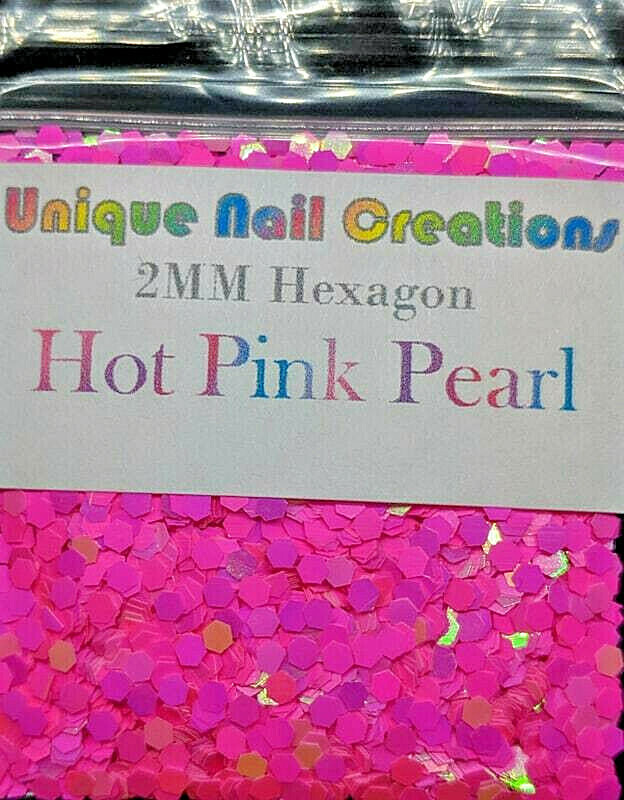 Unique Nail Creations
2MM Hexagon
Hot Pink Pearl